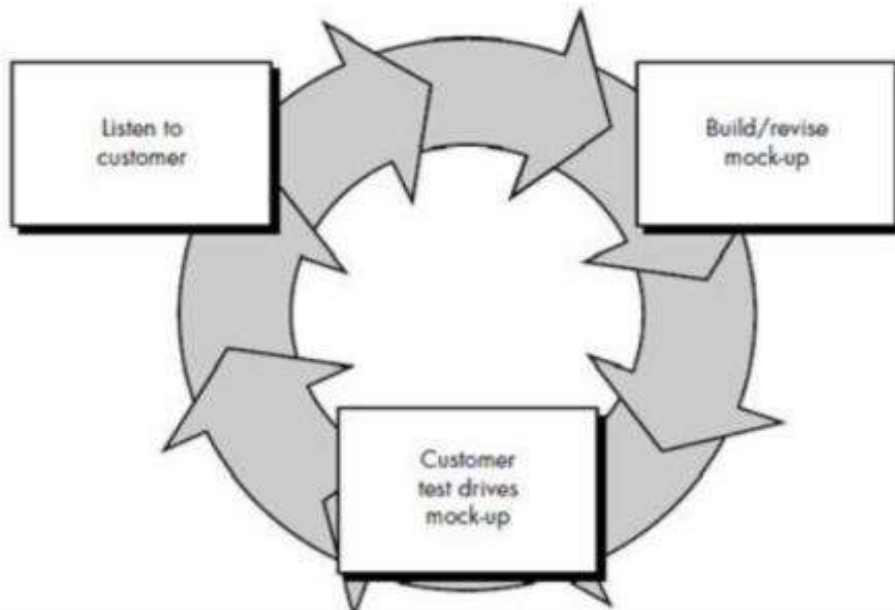 Listen to
customer
Build/revise
mock-up
Customer
test drives
mock-up